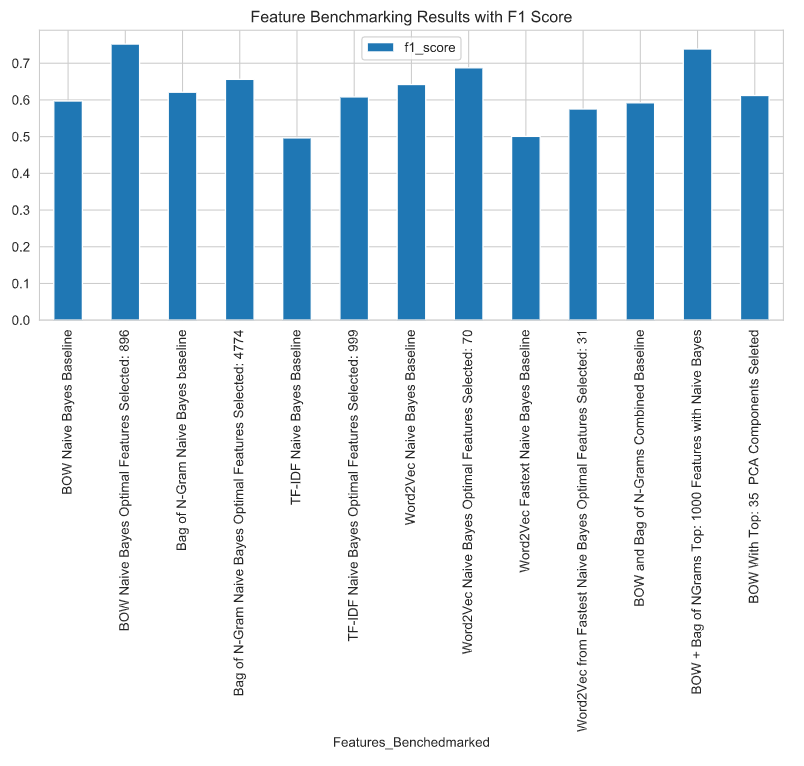 Feature Benchmarking Results with F1 Score
f1_score
0.7
0.6
0.5
0.4
0.3
0.2
0.1
0.0
BOW Naive Bayes Baseline
BOW Naive Bayes Optimal Features Selected: 896
Bag of N-Gram Naive Bayes baseline
Bag of N-Gram Naive Bayes Optimal Features Selected: 4774
TF-IDF Naive Bayes Baseline
TF-IDF Naive Bayes Optimal Features Selected: 999
Word2Vec Naive Bayes Baseline
Word2Vec Naive Bayes Optimal Features Selected: 70
Word2Vec Fastext Naive Bayes Baseline
Word2Vec from Fastest Naive Bayes Optimal Features Selected: 31
BOW and Bag of N-Grams Combined Baseline
BOW + Bag of NGrams Top: 1000 Features with Naive Bayes
BOW With Top: 35  PCA Components Seleted
Features_Benchedmarked